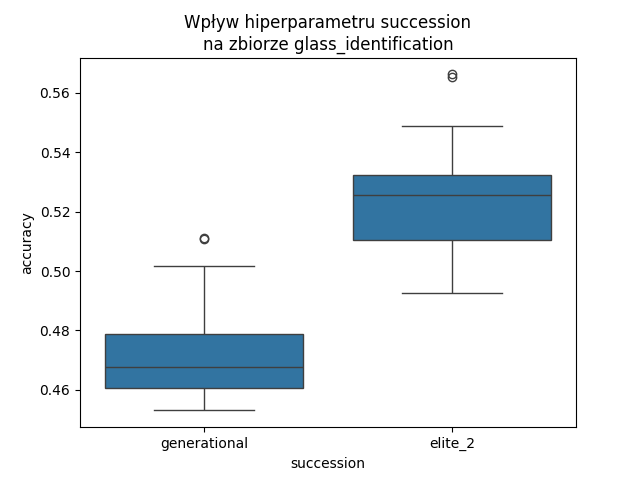 Wpływ hiperparametru succession
na zbiorze glass_identification
0.56
0.54
0.52
0.50
0.48
0.46
accuracy
generational
elite_2
succession